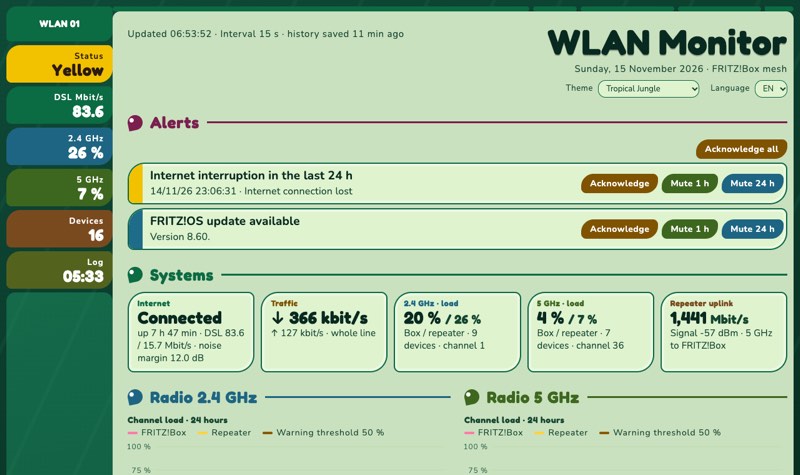 WLAN 01
Status
Yellow
DSL Mbit/s
83.6
2.4 GHz
26 %
5 GHz
7 %
Devices
16
Log
05:33
Updated 06:53:52 · Interval 15 s · history saved 11 min ago
WLAN Monitor
Sunday, 15 November 2026 · FRITZ!Box mesh
Theme Tropical Jungle Language EN
Alerts
Acknowledge all
Internet interruption in the last 24 h
14/11/26 23:06:31 · Internet connection lost
Acknowledge Mute 1 h Mute 24 h
FRITZ!OS update available
Version 8.60.
Acknowledge Mute 1 h Mute 24 h
Systems
Internet
Connected
up 7 h 47 min · DSL 83.6
/ 15.7 Mbit/s · noise
margin 12.0 dB
Traffic
↓ 366 kbit/s
↑ 127 kbit/s · whole line
2.4 GHz · load
20 % / 26 %
Box / repeater · 9
devices · channel 1
5 GHz · load
4 % / 7 %
Box / repeater · 7
devices · channel 36
Repeater uplink
1,441 Mbit/s
Signal -57 dBm · 5 GHz
to FRITZ!Box
Radio 2.4 GHz
Channel load · 24 hours
FRITZ!Box Repeater Warning threshold 50 %
100 %
75 %
Radio 5 GHz
Channel load · 24 hours
FRITZ!Box Repeater Warning threshold 50 %
100 %
75 %